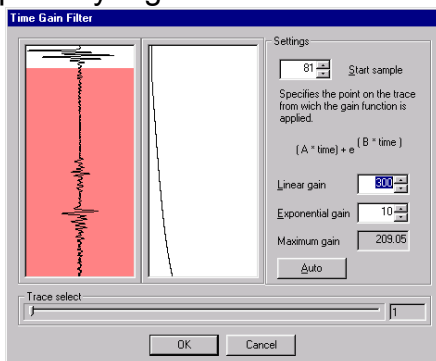 Time Gain Filter
Settings
81 Start sample
Specifies the point on the trace
from wich the gain function is
applied.
(A * time) + e ( B * time )
Linear gain 300
Exponential gain 10
Maximum gain 209.05
Auto
Trace select
1
OK Cancel